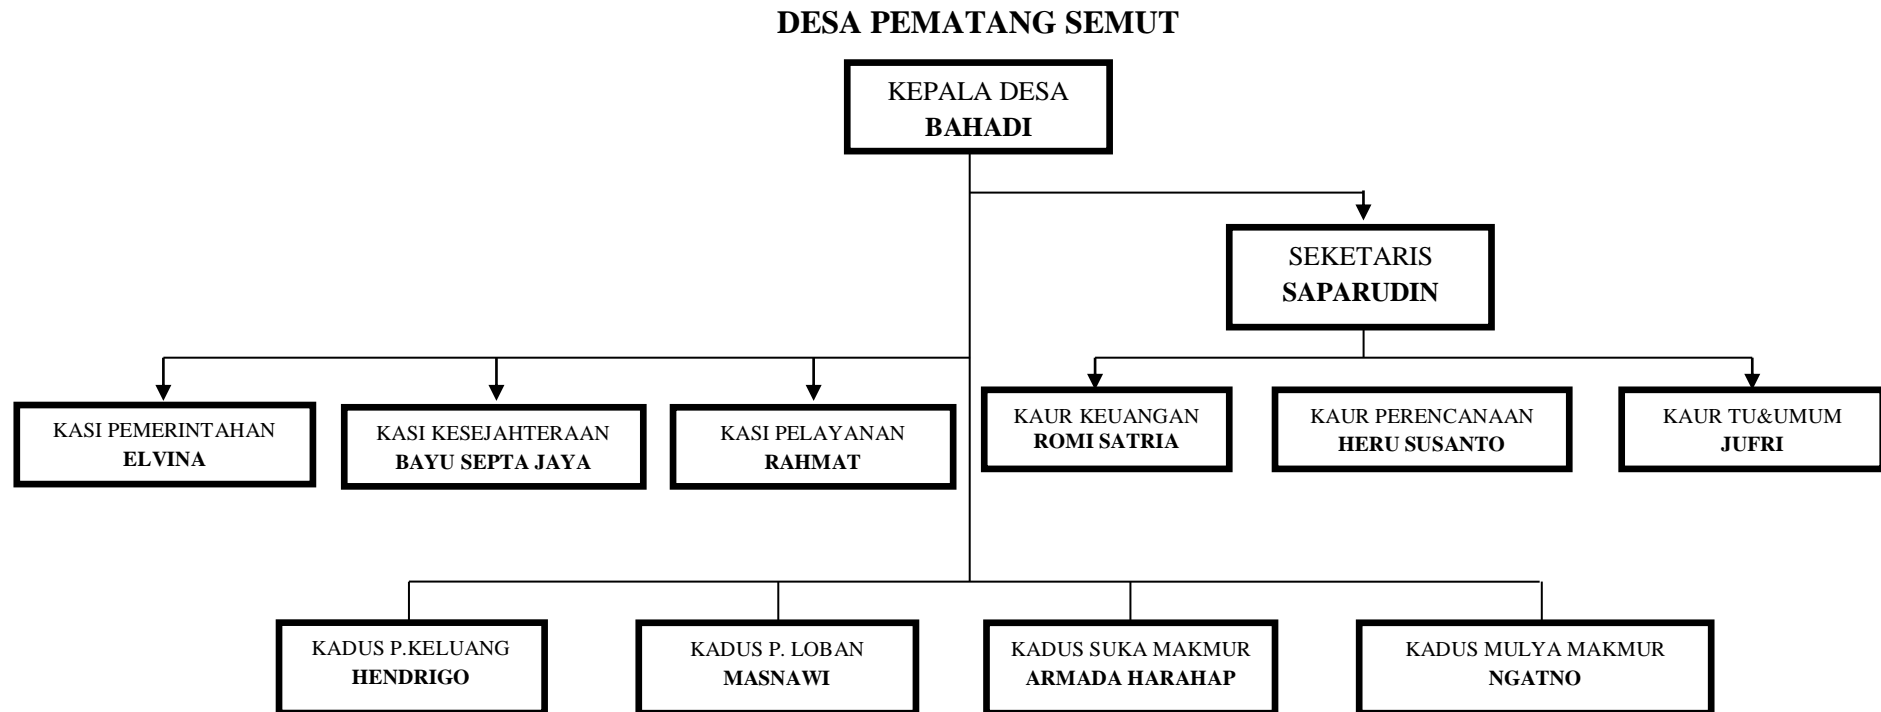 DESA PEMATANG SEMUT
KEPALA DESA
BAHADI
SEKETARIS
SAPARUDIN
KASI PEMERINTAHAN
ELVINA
KASI KESEJAHTERAAN
BAYU SEPTA JAYA
KASI PELAYANAN
RAHMAT
KAUR KEUANGAN
ROMI SATRIA
KAUR PERENCANAAN
HERU SUSANTO
KAUR TU&UMUM
JUFRI
KADUS P.KELUANG
HENDRIGO
KADUS P. LOBAN
MASNAWI
KADUS SUKA MAKMUR
ARMADA HARAHAP
KADUS MULYA MAKMUR
NGATNO